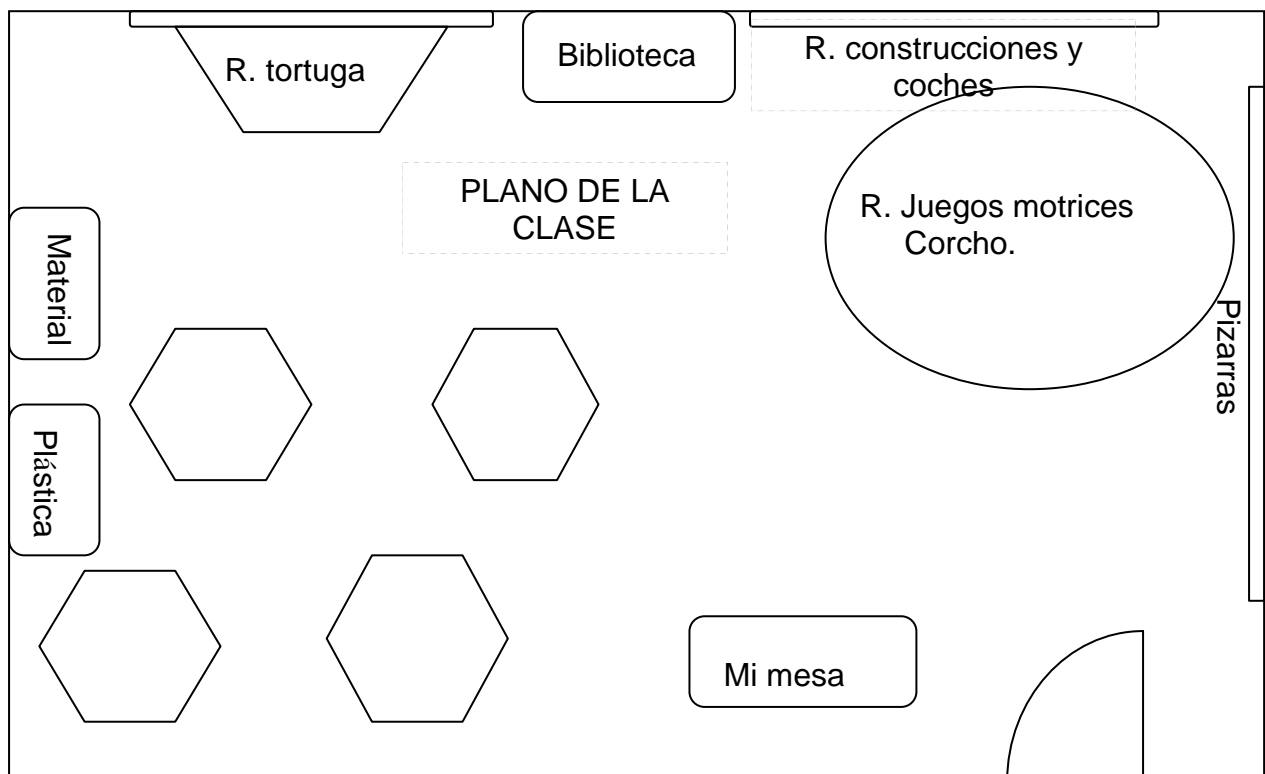 R. tortuga
Biblioteca
R. construcciones y
coches
PLANO DE LA
CLASE
R. Juegos motrices
Corcho.
Material
Pizarras
Plástica
Mi mesa